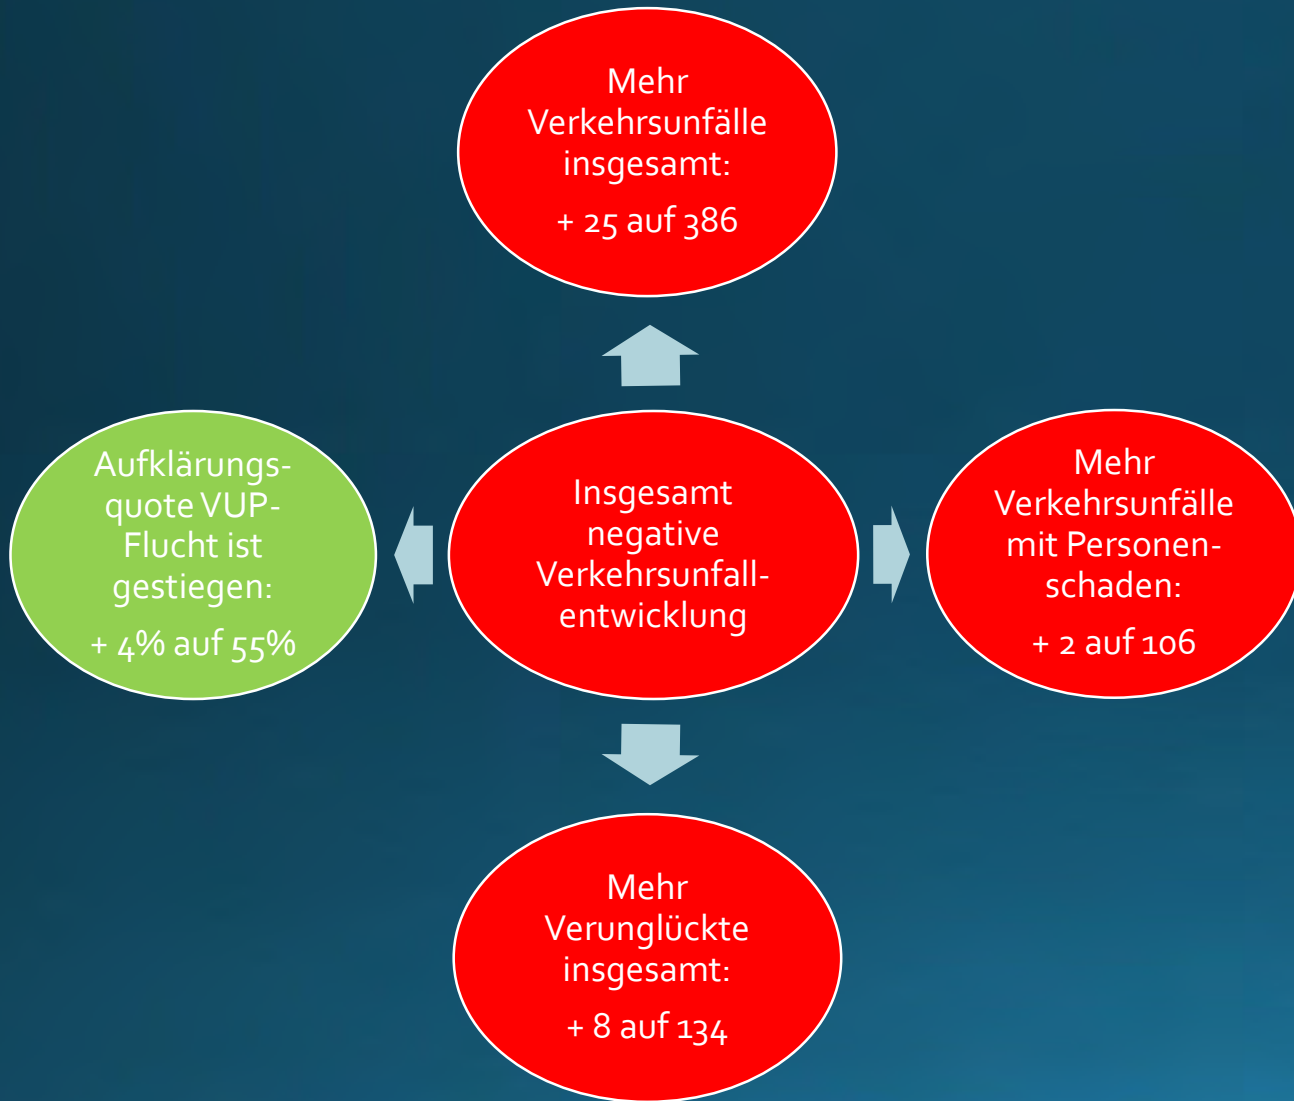 Mehr
Verkehrsunfälle
insgesamt:
+ 25 auf 386
Aufklärungs-
quote VUP-
Flucht ist
gestiegen:
+ 4% auf 55%
Insgesamt
negative
Verkehrsunfall-
entwicklung
Mehr
Verkehrsunfälle
mit Personen-
schaden:
+ 2 auf 106
Mehr
Verunglückte
insgesamt:
+ 8 auf 134